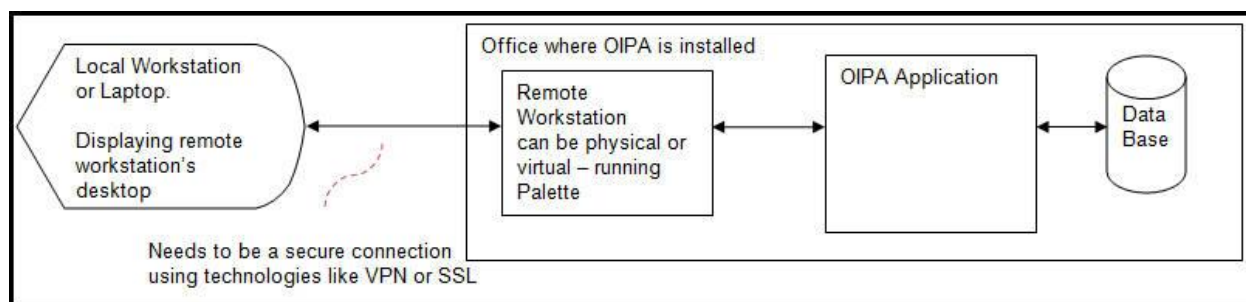 Local Workstation
or Laptop.
Displaying remote
workstation's
desktop
Needs to be a secure connection
using technologies like VPN or SSL
Office where OIPA is installed
Remote
Workstation
can be physical or
virtual – running
Palette
OIPA Application
Data
Base